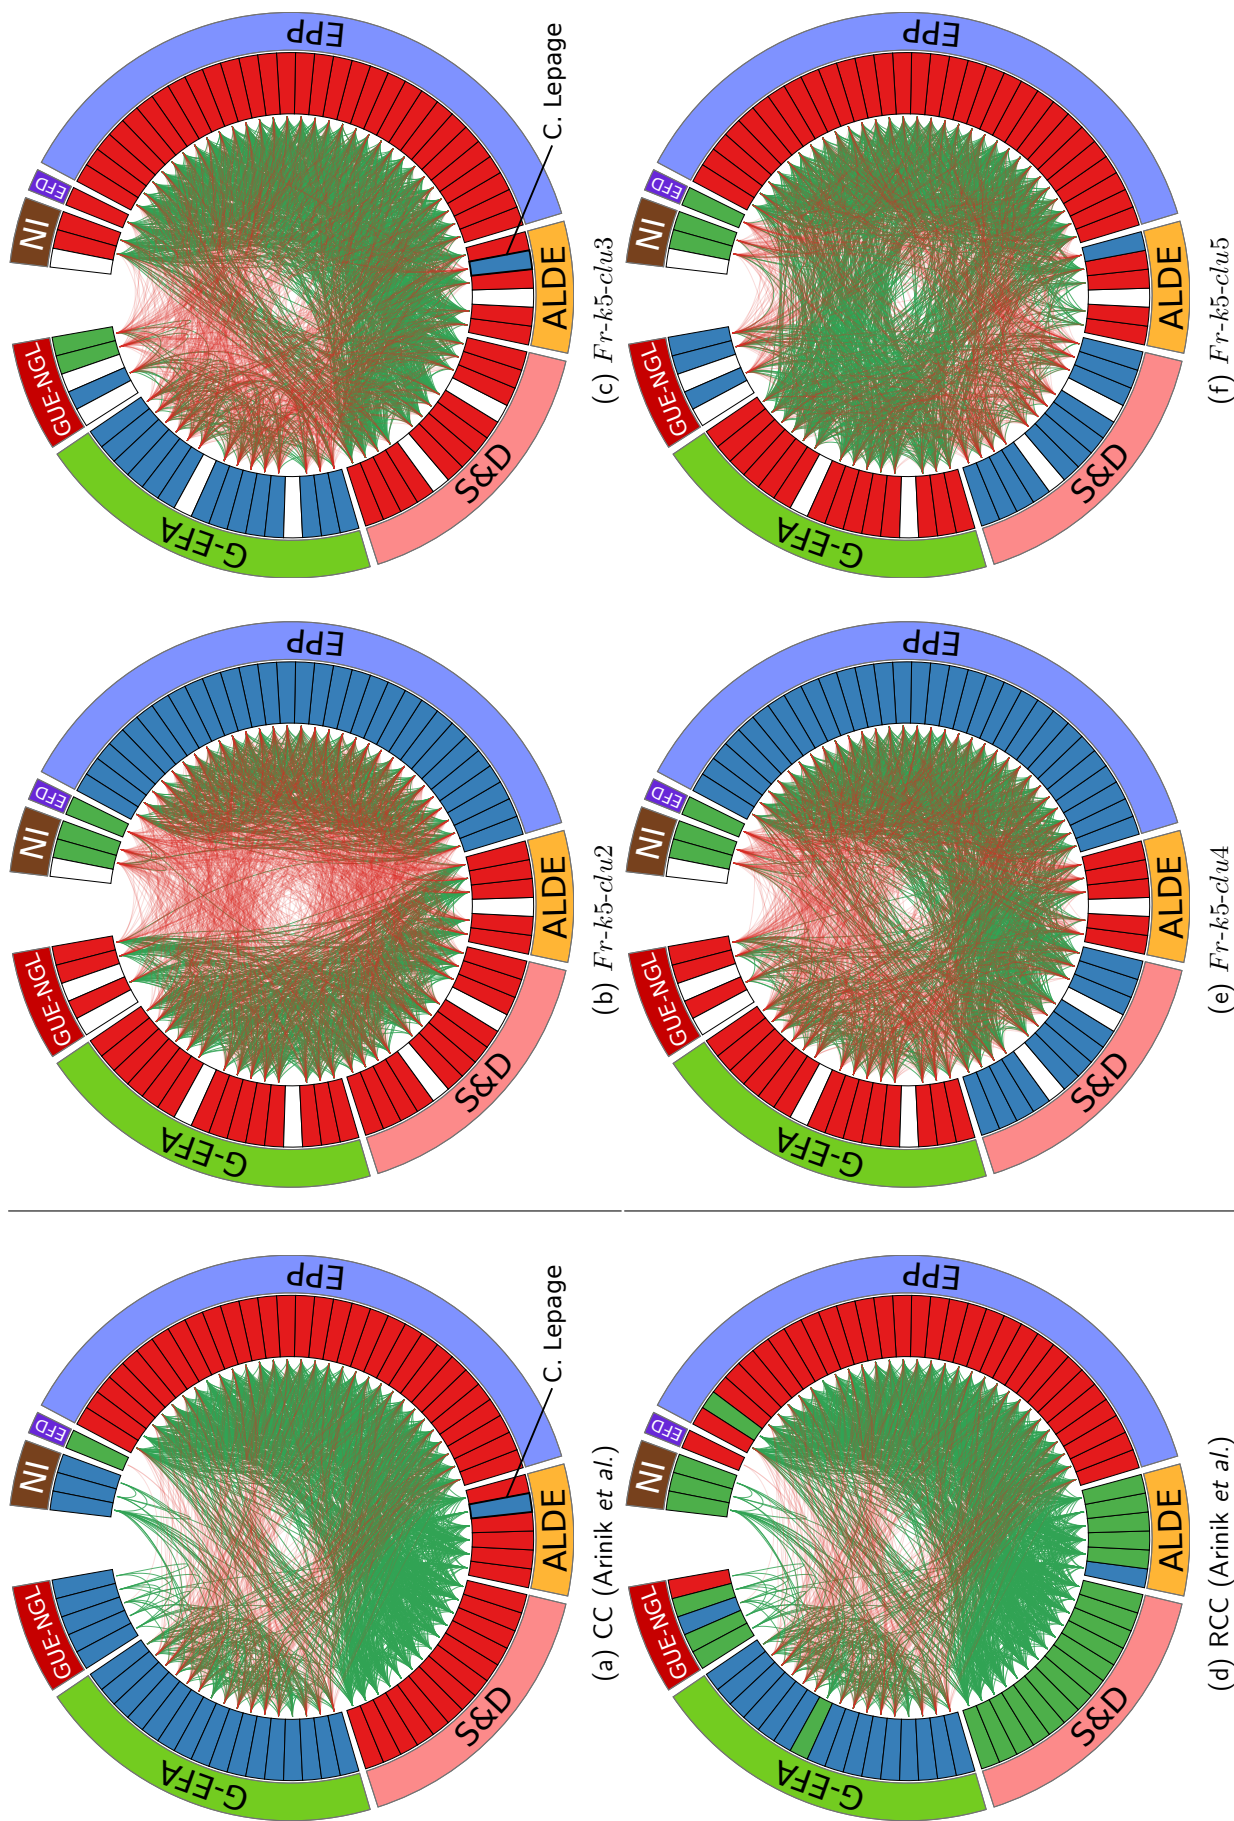 GUE-NGL
NI
EFD
EPP
G-EFA
S&D
ALDE
C. Lepage
(a) CC (Arinik et al.)
GUE-NGL
NI
EFD
EPP
G-EFA
S&D
ALDE
(b) Fr-k5-clu2
GUE-NGL
NI
EFD
EPP
G-EFA
S&D
ALDE
C. Lepage
(c) Fr-k5-clu3
GUE-NGL
NI
EFD
EPP
G-EFA
S&D
ALDE
(d) RCC (Arinik et al.)
GUE-NGL
NI
EFD
EPP
G-EFA
S&D
ALDE
(e) Fr-k5-clu4
GUE-NGL
NI
EFD
EPP
G-EFA
S&D
ALDE
(f) Fr-k5-clu5